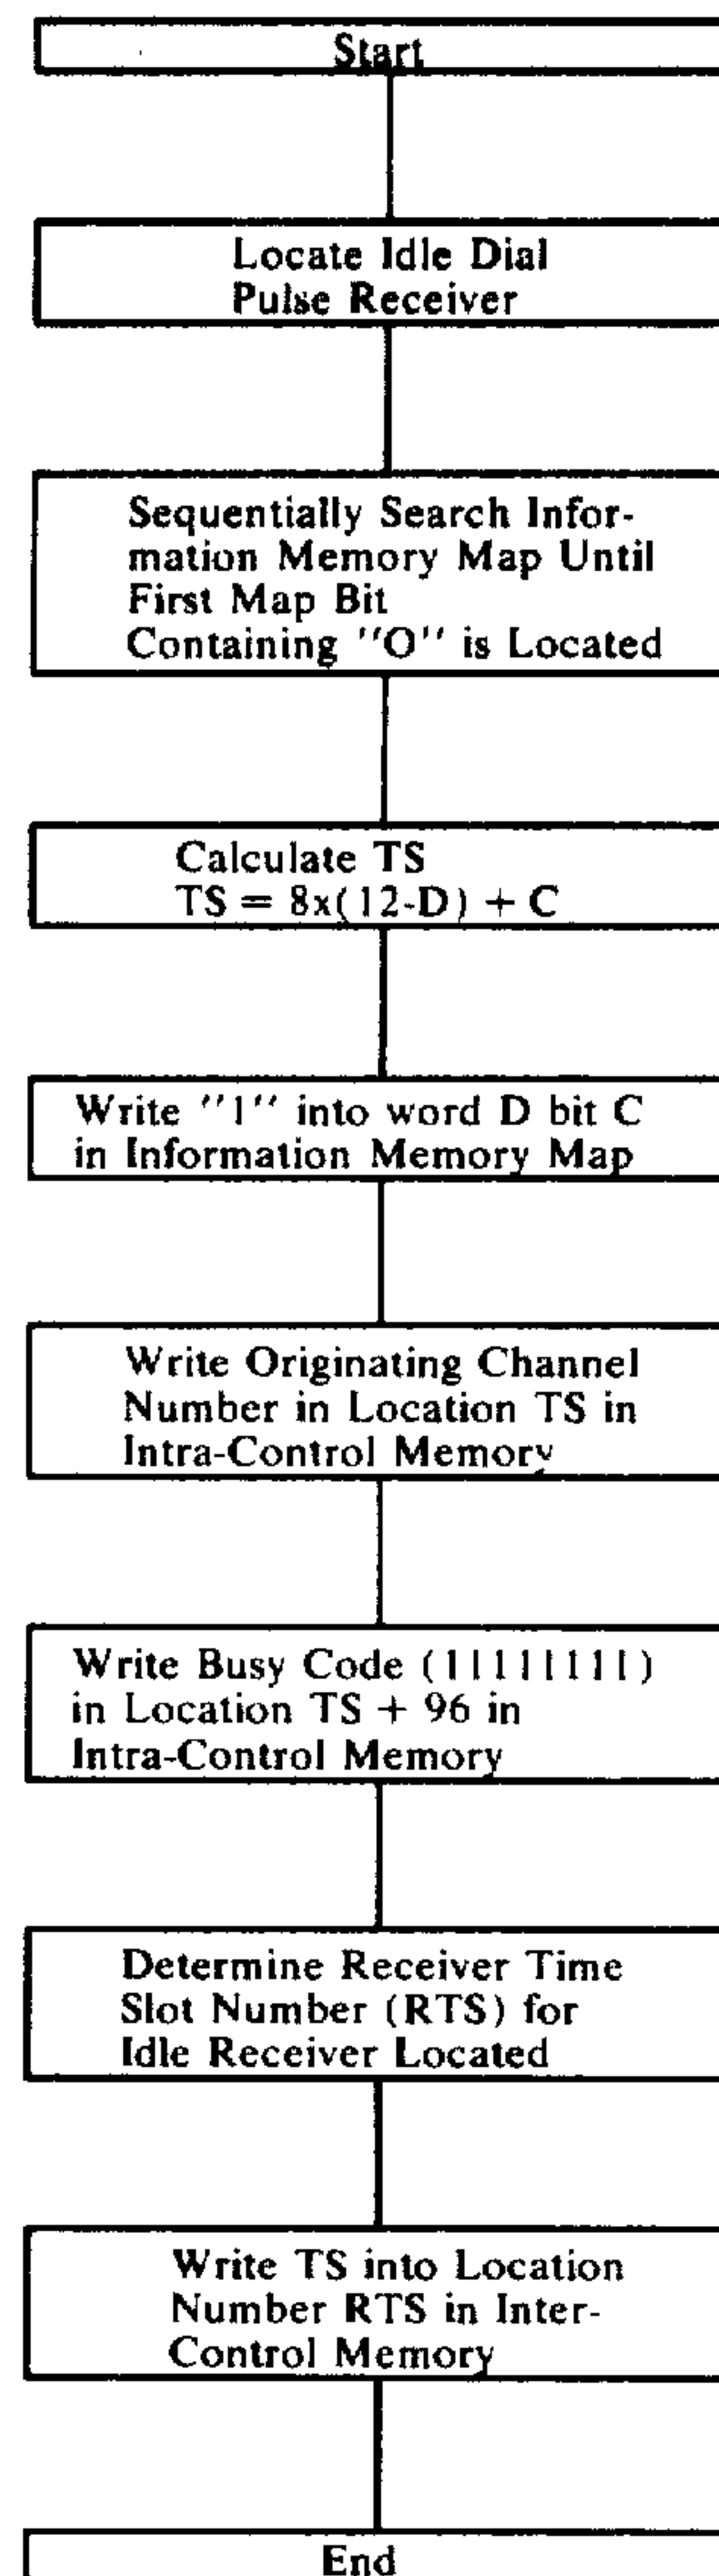 Start
Locate Idle Dial
Pulse Receiver
Sequentially Search Infor-
mation Memory Map Until
First Map Bit
Containing "O" is Located
Calculate TS
TS = 8x(12-D) + C
Write "1" into word D bit C
in Information Memory Map
Write Originating Channel
Number in Location TS in
Intra-Control Memory
Write Busy Code (11111111)
in Location TS + 96 in
Intra-Control Memory
Determine Receiver Time
Slot Number (RTS) for
Idle Receiver Located
Write TS into Location
Number RTS in Inter-
Control Memory
End